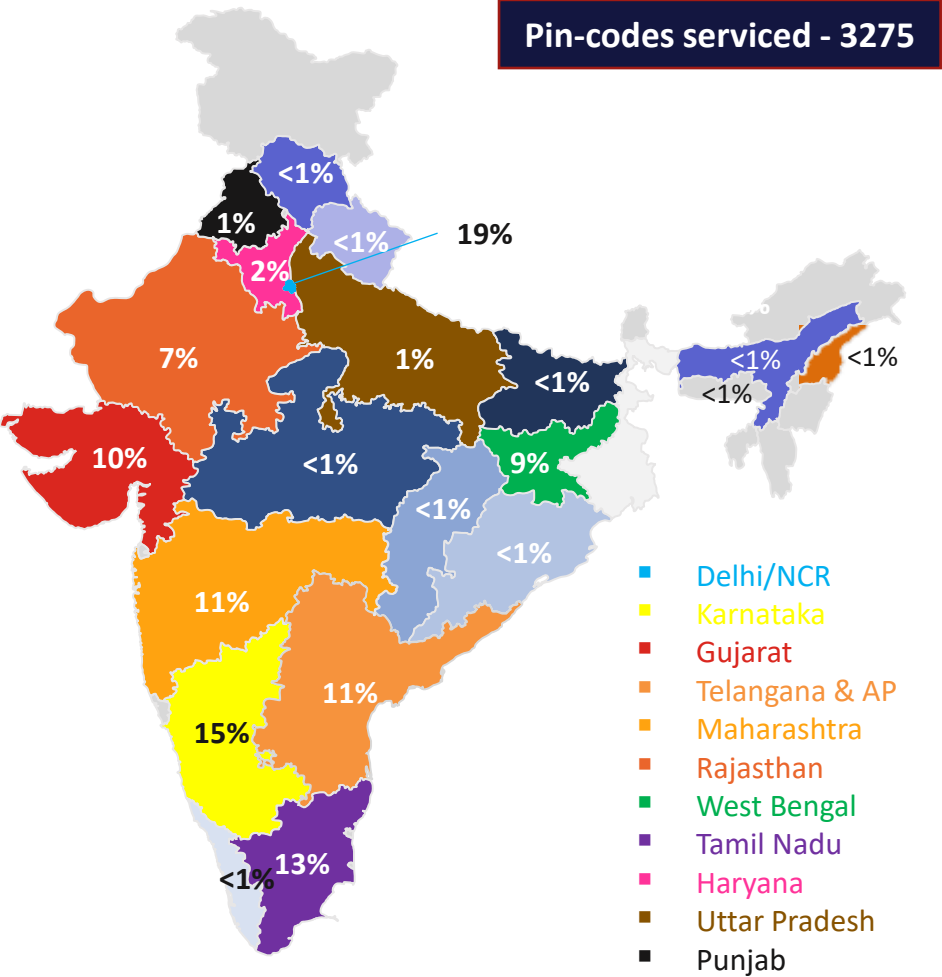 Pin-codes serviced - 3275
<1%
1%
<1%
19%
2%
7%
1%
<1%
<1%
<1%
<1%
10%
<1%
9%
<1%
<1%
11%
11%
15%
13%
<1%
Delhi/NCR
Karnataka
Gujarat
Telangana & AP
Maharashtra
Rajasthan
West Bengal
Tamil Nadu
Haryana
Uttar Pradesh
Punjab